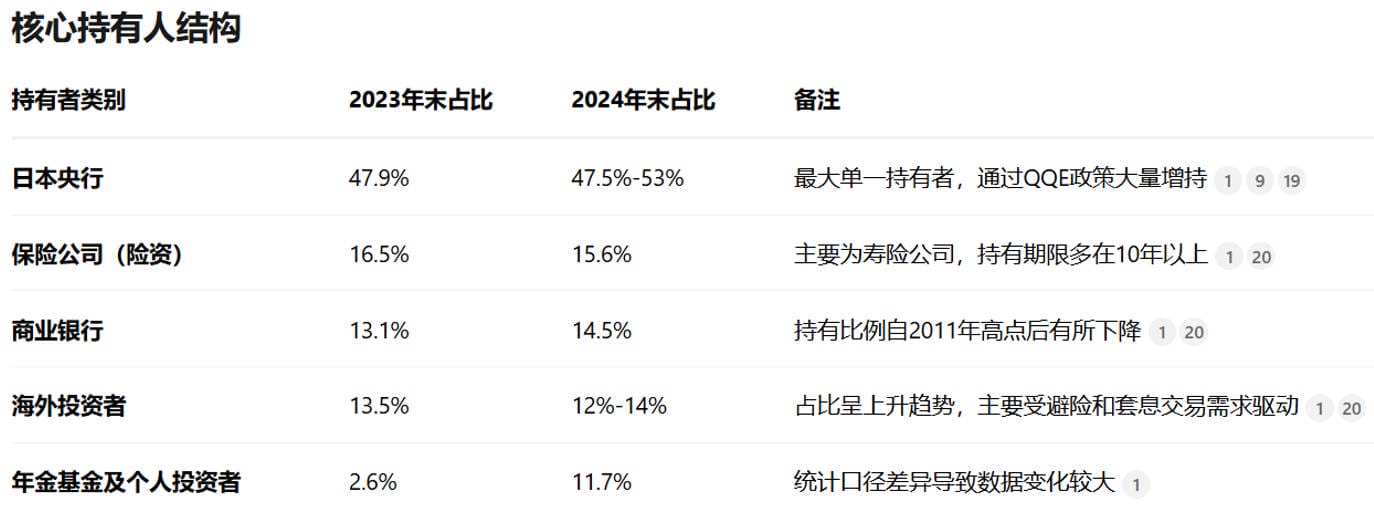 核心持有人结构
持有者类别 2023年末占比 2024年末占比 备注
日本央行 47.9% 47.5%-53% 最大单一持有者，通过QQE政策大量增持 1 9 19
保险公司（险资） 16.5% 15.6% 主要为寿险公司，持有期限多在10年以上 1 20
商业银行 13.1% 14.5% 持有比例自2011年高点后有所下降 1 20
海外投资者 13.5% 12%-14% 占比呈上升趋势，主要受避险和套息交易需求驱动 1 20
年金基金及个人投资者 2.6% 11.7% 统计口径差异导致数据变化较大 1